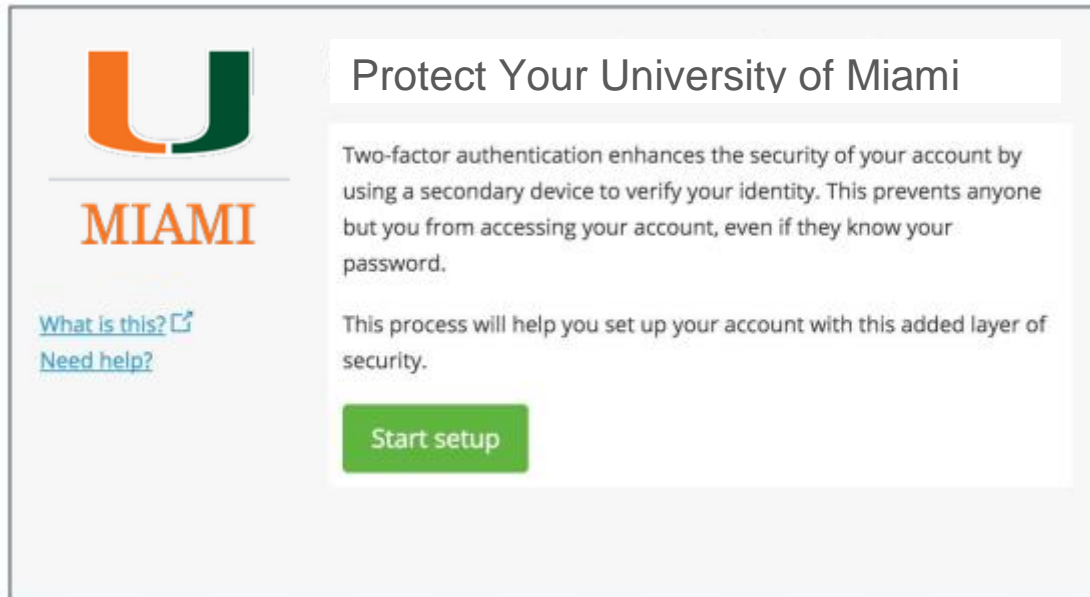 Protect Your University of Miami
MIAMI
Two-factor authentication enhances the security of your account by
using a secondary device to verify your identity. This prevents anyone
but you from accessing your account, even if they know your
password.
What is this?
Need help?
This process will help you set up your account with this added layer of
security.
Start setup